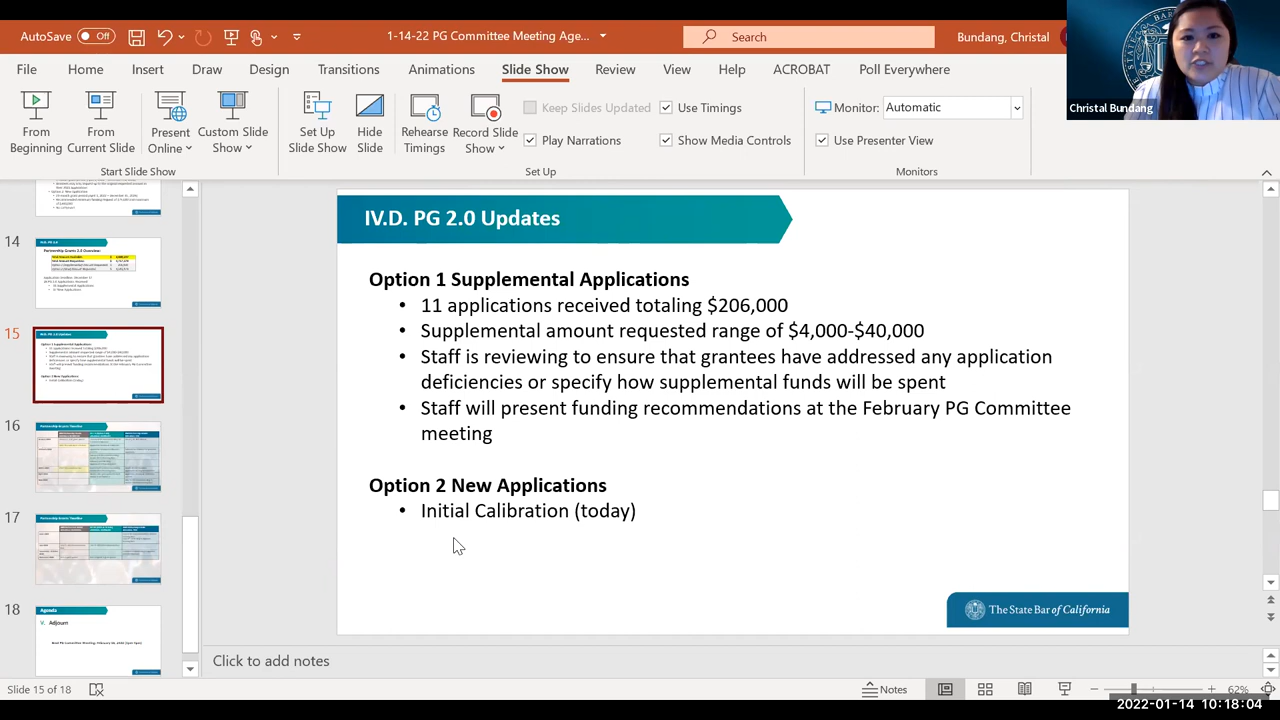 AutoSave
Off
1-14-22 PG Committee Meeting Age...
Search
Bundang, Christal
File
Home
Insert
Draw
Design
Transitions
Animations
Slide Show
Review
View
Help
ACROBAT
Poll Everywhere
Christal Bundang
From Beginning
From Current Slide
Present Online
Custom Slide Show
Set Up Slide Show
Hide Slide
Rehearse Timings
Record Slide Show
Keep Slides Updated
Use Timings
Play Narrations
Show Media Controls
Monitor:
Automatic
Use Presenter View
Start Slide Show
Set Up
Monitors
14
15
16
17
18
Agenda
V. Adjourn
IV.D. PG 2.0 Updates
Option 1 Supplemental Applications
• 11 applications received totaling $206,000
• Supplemental amount requested range of $4,000-$40,000
• Staff is reviewing to ensure that grantees have addressed any application
deficiencies or specify how supplemental funds will be spent
• Staff will present funding recommendations at the February PG Committee
meeting
Option 2 New Applications
• Initial Calibration (today)
The State Bar of California
Click to add notes
Slide 15 of 18
Notes
62%
2022-01-14 10:18:04